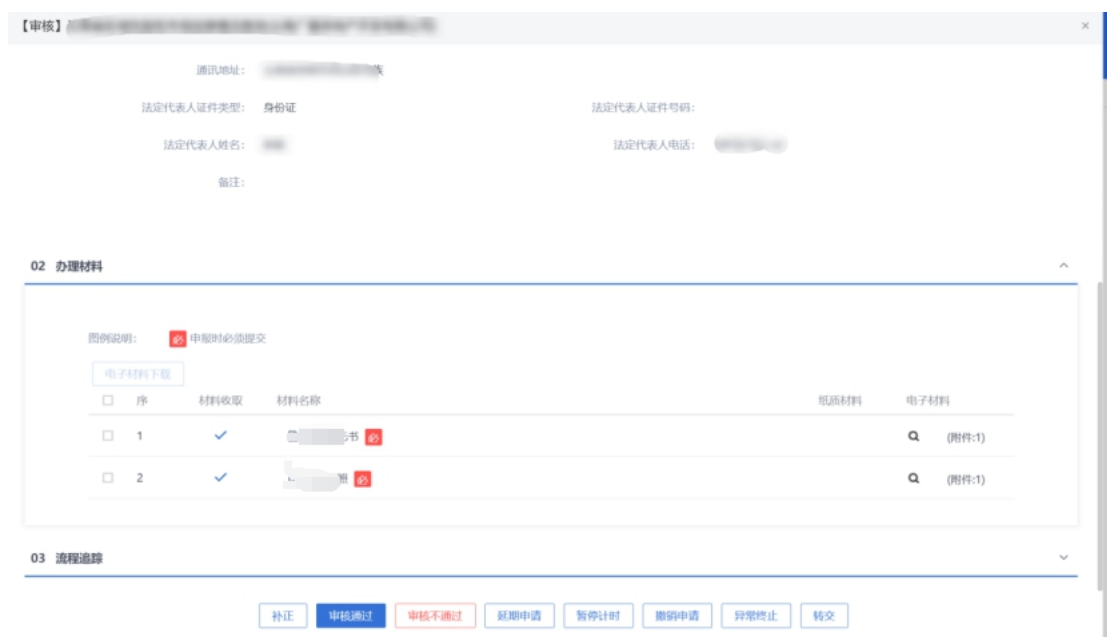 【审核】
×
通讯地址：
法定代表人证件类型： 身份证 法定代表人证件号码：
法定代表人姓名： 法定代表人电话：
备注：
02 办理材料
图例说明： 必 申报时必须提交
电子材料下载
序 材料收取 材料名称 纸质材料 电子材料
1 书 必 (附件:1)
2 照 必 (附件:1)
03 流程追踪
补正 审核通过 审核不通过 延期申请 暂停计时 撤销申请 异常终止 转交